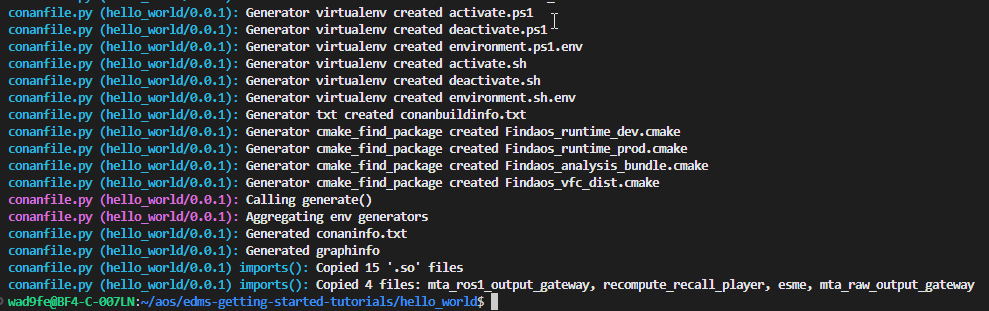 conanfile.py (hello_world/0.0.1): Generator virtualenv created activate.ps1
conanfile.py (hello_world/0.0.1): Generator virtualenv created deactivate.ps1
conanfile.py (hello_world/0.0.1): Generator virtualenv created environment.ps1.env
conanfile.py (hello_world/0.0.1): Generator virtualenv created activate.sh
conanfile.py (hello_world/0.0.1): Generator virtualenv created deactivate.sh
conanfile.py (hello_world/0.0.1): Generator virtualenv created environment.sh.env
conanfile.py (hello_world/0.0.1): Generator txt created conanbuildinfo.txt
conanfile.py (hello_world/0.0.1): Generator cmake_find_package created Findaos_runtime_dev.cmake
conanfile.py (hello_world/0.0.1): Generator cmake_find_package created Findaos_runtime_prod.cmake
conanfile.py (hello_world/0.0.1): Generator cmake_find_package created Findaos_analysis_bundle.cmake
conanfile.py (hello_world/0.0.1): Generator cmake_find_package created Findaos_vfc_dist.cmake
conanfile.py (hello_world/0.0.1): Calling generate()
conanfile.py (hello_world/0.0.1): Aggregating env generators
conanfile.py (hello_world/0.0.1): Generated conaninfo.txt
conanfile.py (hello_world/0.0.1): Generated graphinfo
conanfile.py (hello_world/0.0.1) imports(): Copied 15 '.so' files
conanfile.py (hello_world/0.0.1) imports(): Copied 4 files: mta_ros1_output_gateway, recompute_recall_player, esme, mta_raw_output_gateway
wad9fe@BF4-C-007LN:~/aos/edms-getting-started-tutorials/hello_world$